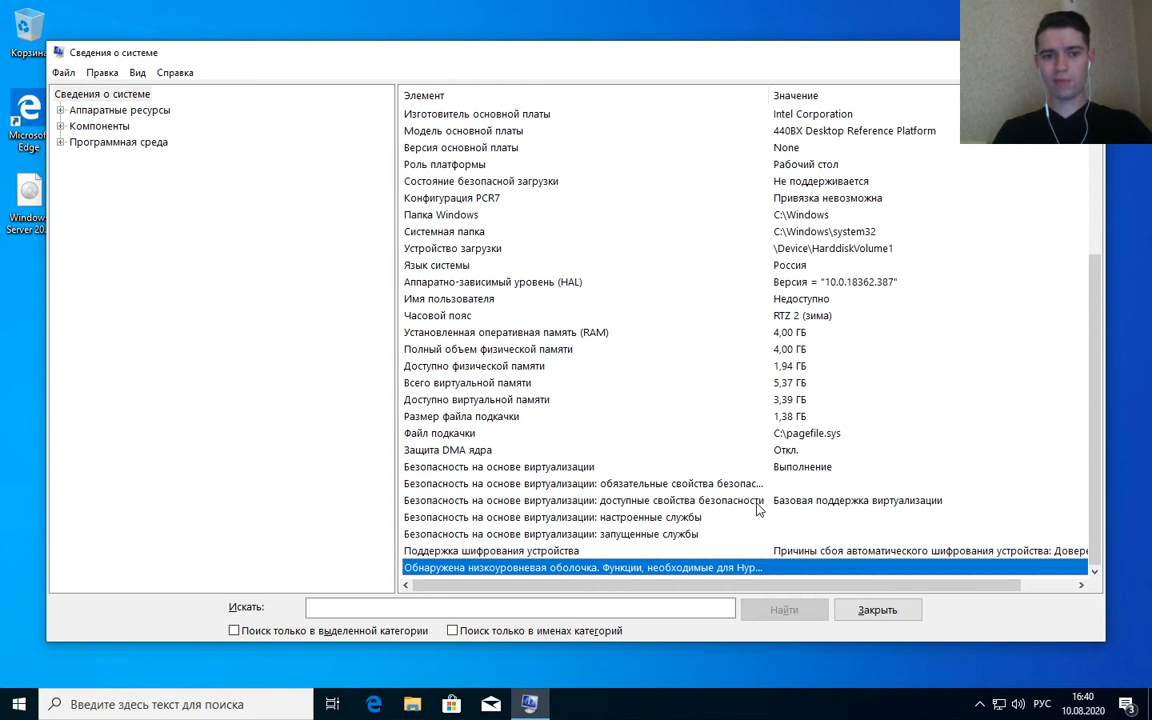 Корзина
Microsof
Edge
Window
Server 20
Сведения о системе
Файл Правка Вид Справка
Сведения о системе
Аппаратные ресурсы
Компоненты
Программная среда
Элемент Значение
Изготовитель основной платы Intel Corporation
Модель основной платы 440BX Desktop Reference Platform
Версия основной платы None
Роль платформы Рабочий стол
Состояние безопасной загрузки Не поддерживается
Конфигурация PCR7 Привязка невозможна
Папка Windows C:\Windows
Системная папка C:\Windows\system32
Устройство загрузки \Device\HarddiskVolume1
Язык системы Россия
Аппаратно-зависимый уровень (HAL) Версия = "10.0.18362.387"
Имя пользователя Недоступно
Часовой пояс RTZ 2 (зима)
Установленная оперативная память (RAM) 4,00 ГБ
Полный объем физической памяти 4,00 ГБ
Доступно физической памяти 1,94 ГБ
Всего виртуальной памяти 5,37 ГБ
Доступно виртуальной памяти 3,39 ГБ
Размер файла подкачки 1,38 ГБ
Файл подкачки C:\pagefile.sys
Защита DMA ядра Откл.
Безопасность на основе виртуализации Выполнение
Безопасность на основе виртуализации: обязательные свойства безопас...
Безопасность на основе виртуализации: доступные свойства безопасности Базовая поддержка виртуализации
Безопасность на основе виртуализации: настроенные службы
Безопасность на основе виртуализации: запущенные службы
Поддержка шифрования устройства Причины сбоя автоматического шифрования устройства: Довере
Обнаружена низкоуровневая оболочка. Функции, необходимые для Hyp...
Искать: Найти Закрыть
Поиск только в выделенной категории Поиск только в именах категорий
Введите здесь текст для поиска
РУС
16:40
10.08.2020
3